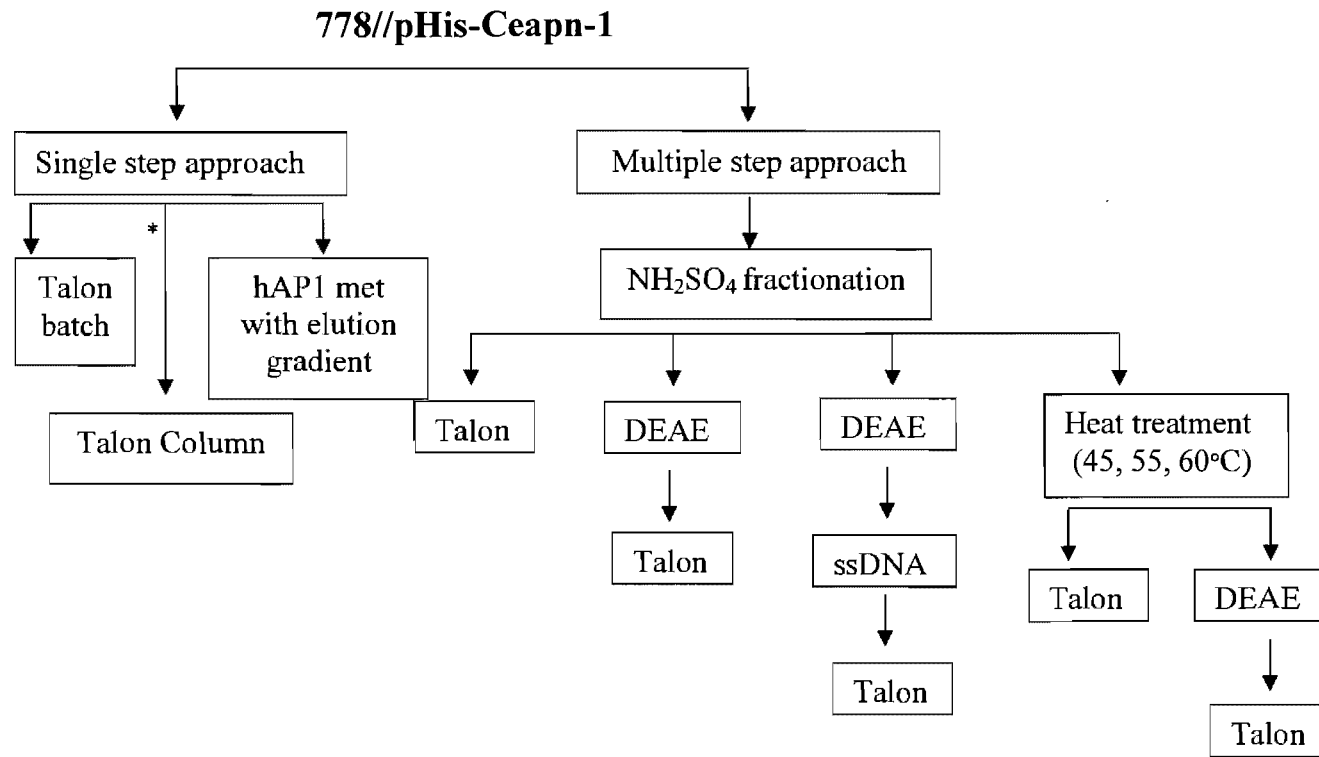 778//pHis-Ceapn-1
Single step approach
Multiple step approach
*
Talon
batch
hAP1 met
with elution
gradient
NH₂SO₄ fractionation
Talon Column
Talon
DEAE
DEAE
Heat treatment
(45, 55, 60°C)
Talon
ssDNA
Talon
DEAE
Talon
Talon